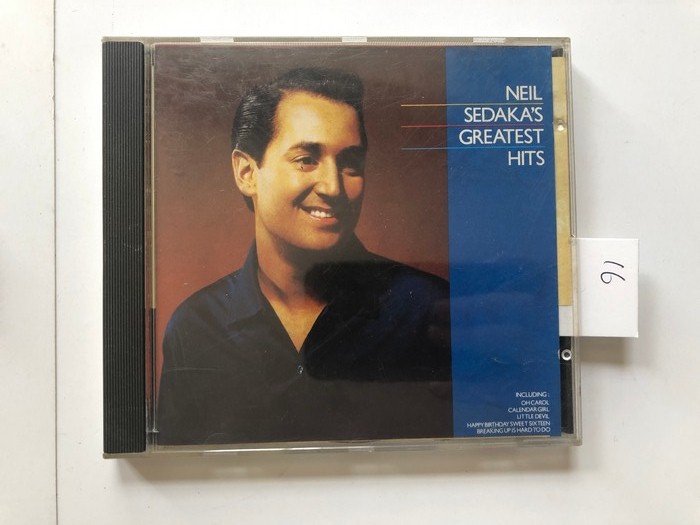 NEIL
SEDAKA'S
GREATEST
HITS
16
INCLUDING:
OH CAROL
CALENDAR GIRL
LITTLE DEVIL
HAPPY BIRTHDAY SWEET SIXTEEN
BREAKING UP IS HARD TO DO